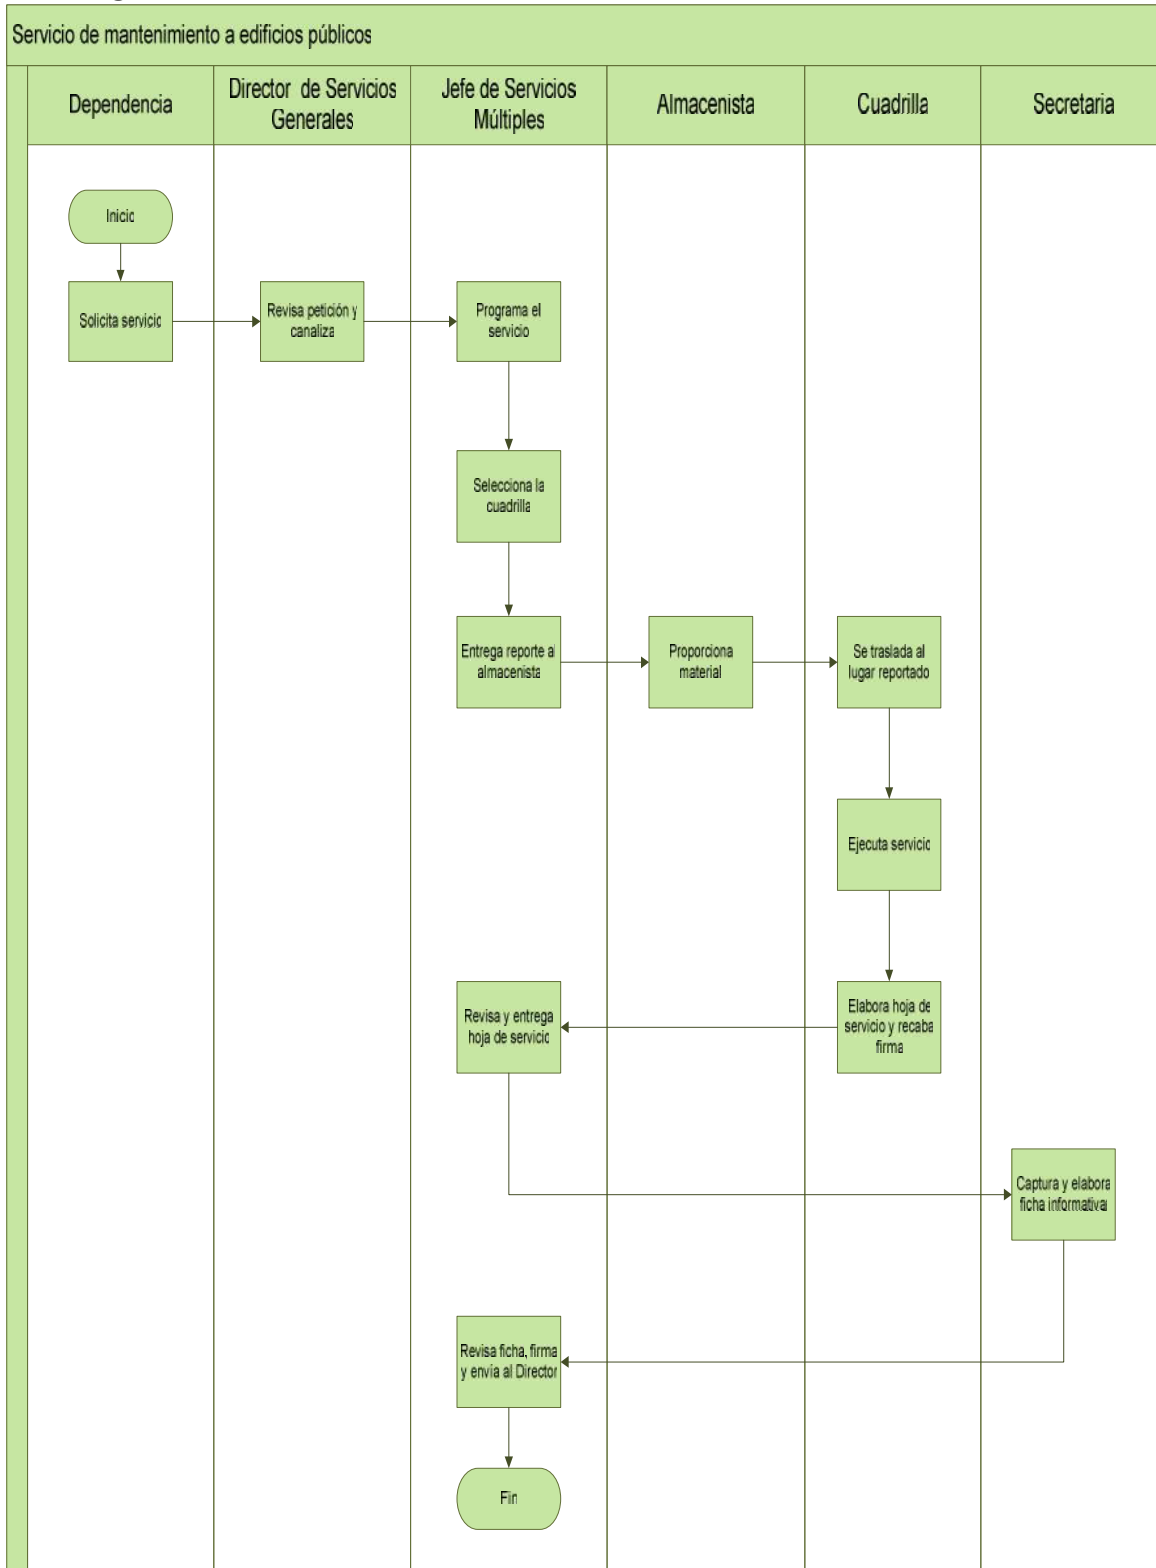 Servicio de mantenimiento a edificios públicos
Dependencia
Director de Servicios
Generales
Jefe de Servicios
Múltiples
Almacenista
Cuadrilla
Secretaria
Inicio
Solicita servicio
Revisa petición y
canaliza
Programa el
servicio
Selecciona la
cuadrilla
Entrega reporte al
almacenista
Proporciona
material
Se traslada al
lugar reportado
Ejecuta servicio
Elabora hoja de
servicio y recaba
firma
Revisa y entrega
hoja de servicio
Captura y elabora
ficha informativa
Revisa ficha, firma
y envía al Director
Fin